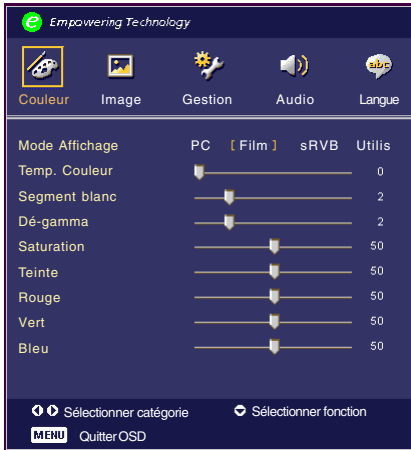 e Empowering Technology
abc
Couleur Image Gestion Audio Langue
Mode Affichage PC [ Film ] sRVB Utilis
Temp. Couleur 0
Segment blanc 2
Dé-gamma 2
Saturation 50
Teinte 50
Rouge 50
Vert 50
Bleu 50
Sélectionner catégorie Sélectionner fonction
MENU Quitter OSD